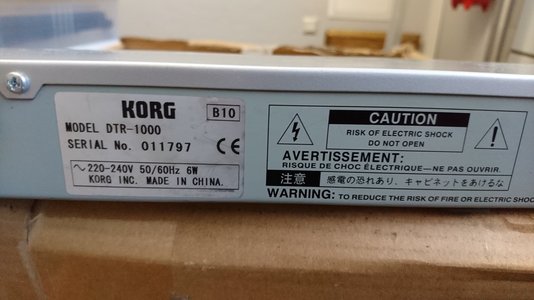 KORG
B10
MODEL DTR-1000
SERIAL No. 011797 CE
220-240V 50/60Hz 6W
KORG INC. MADE IN CHINA.
CAUTION
RISK OF ELECTRIC SHOCK
DO NOT OPEN
AVERTISSEMENT:
RISQUE DE CHOC ÉLECTRIQUE—NE PAS OUVRIR.
注意 感電の恐れあり、キャビネットをあけるな
WARNING: TO REDUCE THE RISK OF FIRE OR ELECTRIC SHOC